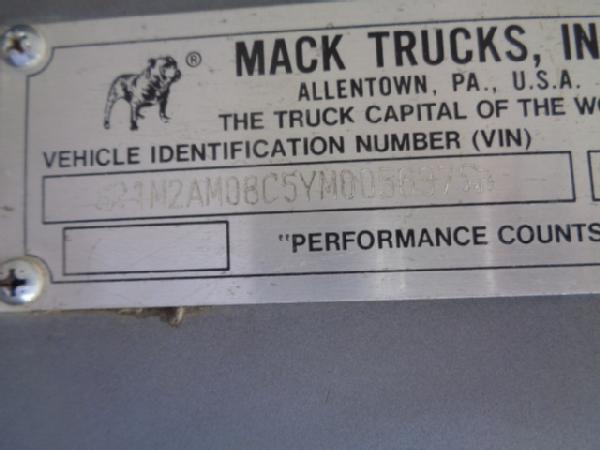 ® MACK TRUCKS, IN
ALLENTOWN, PA., U.S.A.
THE TRUCK CAPITAL OF THE WO
VEHICLE IDENTIFICATION NUMBER (VIN)
"PERFORMANCE COUNTS